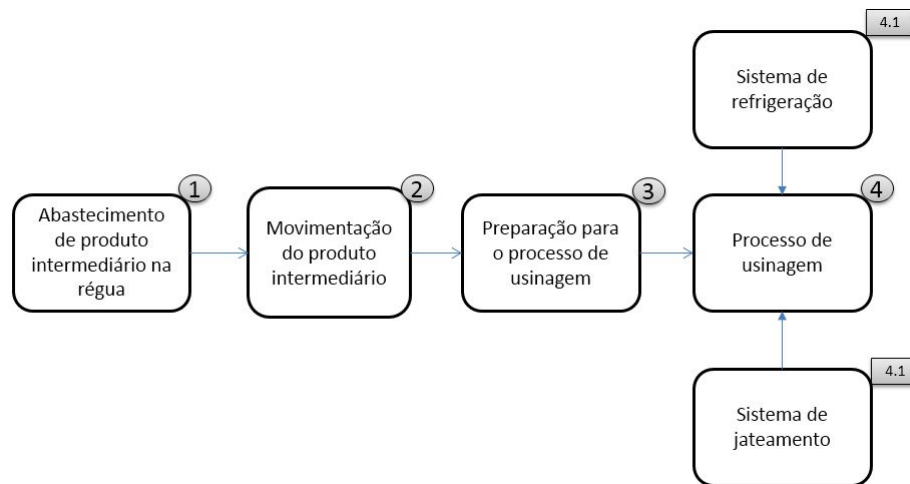 4.1
Sistema de
refrigeração
1
Abastecimento
de produto
intermediário na
régua
2
Movimentação
do produto
intermediário
3
Preparação para
o processo de
usinagem
4
Processo de
usinagem
4.1
Sistema de
jateamento